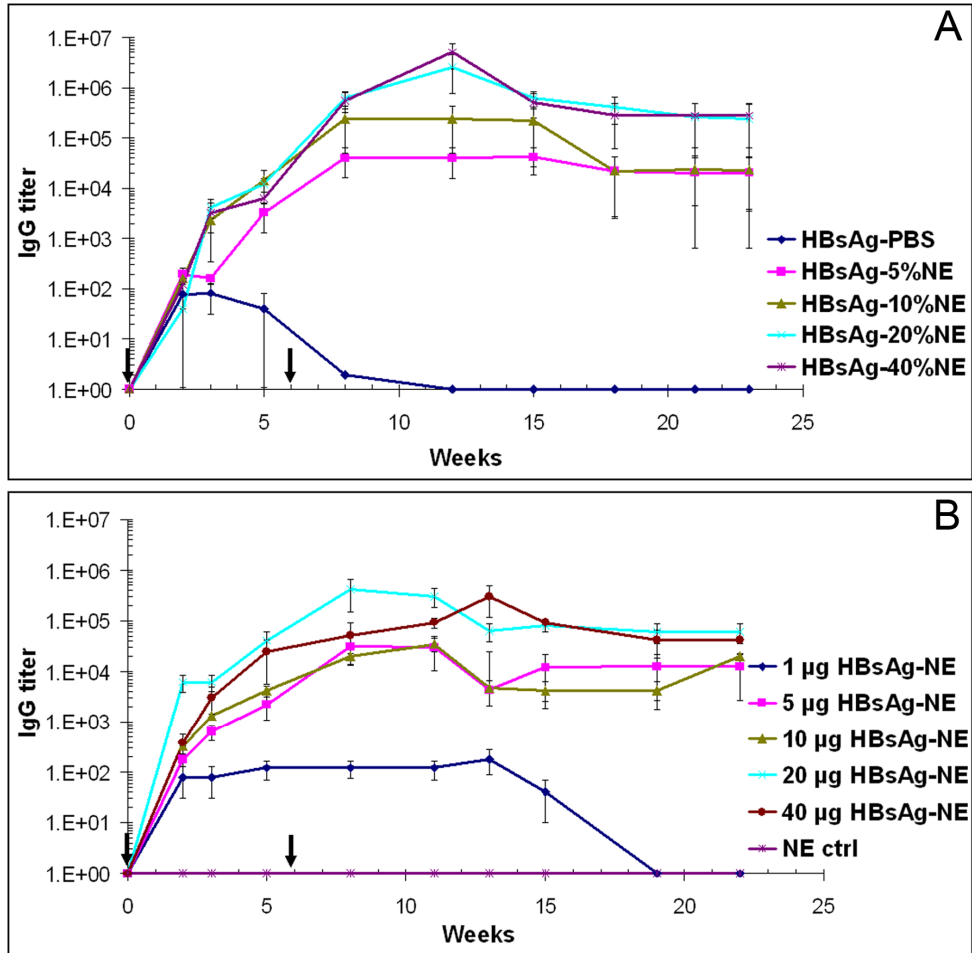 A
1.E+07
1.E+06
1.E+05
1.E+04
1.E+03
1.E+02
1.E+01
1.E+00
IgG titer
0 5 10 15 20 25
Weeks
HBsAg-PBS
HBsAg-5%NE
HBsAg-10%NE
HBsAg-20%NE
HBsAg-40%NE
B
1.E+07
1.E+06
1.E+05
1.E+04
1.E+03
1.E+02
1.E+01
1.E+00
IgG titer
0 5 10 15 20 25
Weeks
1 µg HBsAg-NE
5 µg HBsAg-NE
10 µg HBsAg-NE
20 µg HBsAg-NE
40 µg HBsAg-NE
NE ctrl